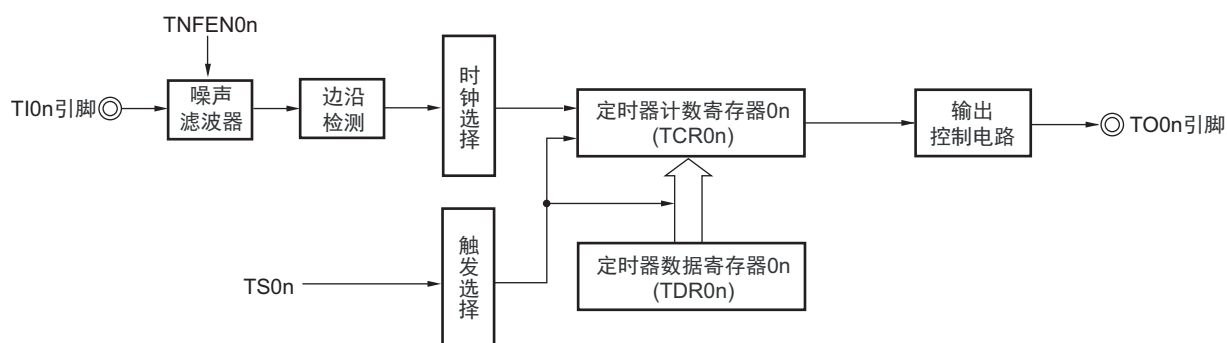 TNFEN0n
TI0n引脚
噪声
滤波器
边沿
检测
时钟选择
定时器计数寄存器0n
(TCR0n)
输出
控制电路
TO0n引脚
TS0n
触发选择
定时器数据寄存器0n
(TDR0n)